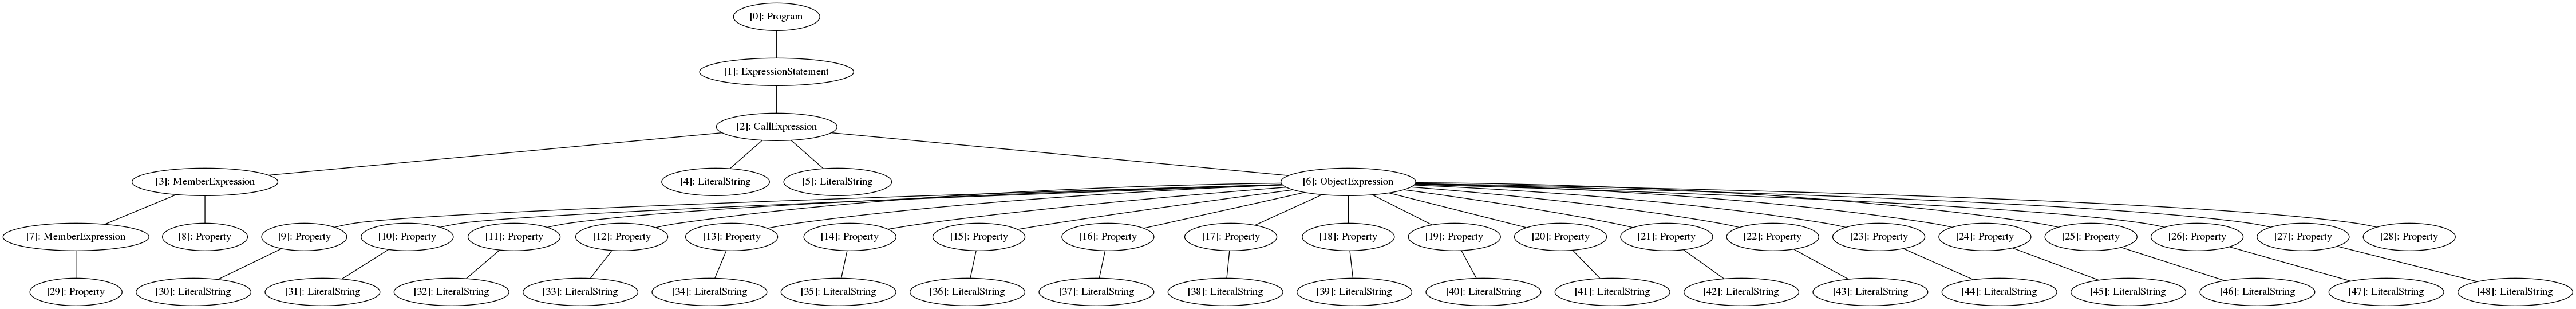 [0]: Program
[1]: ExpressionStatement
[2]: CallExpression
[3]: MemberExpression
[4]: LiteralString
[5]: LiteralString
[6]: ObjectExpression
[7]: MemberExpression
[8]: Property
[9]: Property
[10]: Property
[11]: Property
[12]: Property
[13]: Property
[14]: Property
[15]: Property
[16]: Property
[17]: Property
[18]: Property
[19]: Property
[20]: Property
[21]: Property
[22]: Property
[23]: Property
[24]: Property
[25]: Property
[26]: Property
[27]: Property
[28]: Property
[29]: Property
[30]: LiteralString
[31]: LiteralString
[32]: LiteralString
[33]: LiteralString
[34]: LiteralString
[35]: LiteralString
[36]: LiteralString
[37]: LiteralString
[38]: LiteralString
[39]: LiteralString
[40]: LiteralString
[41]: LiteralString
[42]: LiteralString
[43]: LiteralString
[44]: LiteralString
[45]: LiteralString
[46]: LiteralString
[47]: LiteralString
[48]: LiteralString